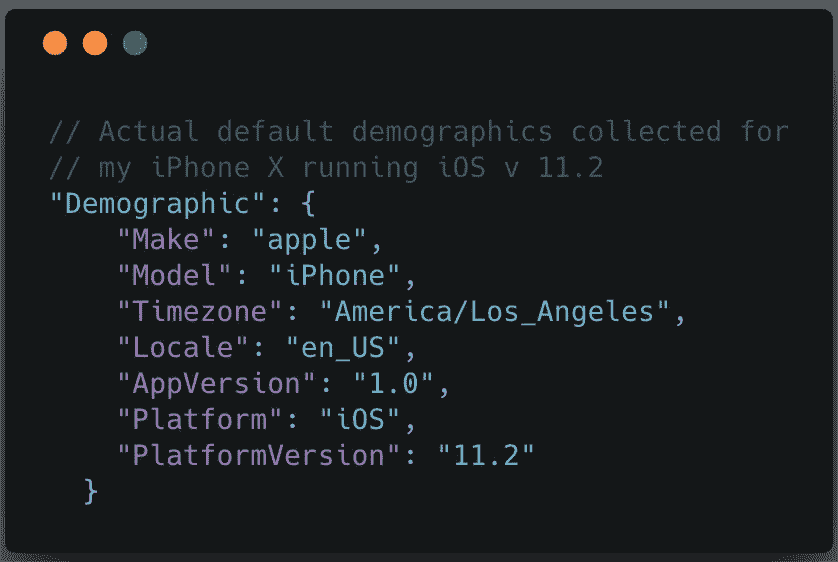 // Actual default demographics collected for
// my iPhone X running iOS v 11.2
"Demographic": {
    "Make": "apple",
    "Model": "iPhone",
    "Timezone": "America/Los_Angeles",
    "Locale": "en_US",
    "AppVersion": "1.0",
    "Platform": "iOS",
    "PlatformVersion": "11.2"
  }